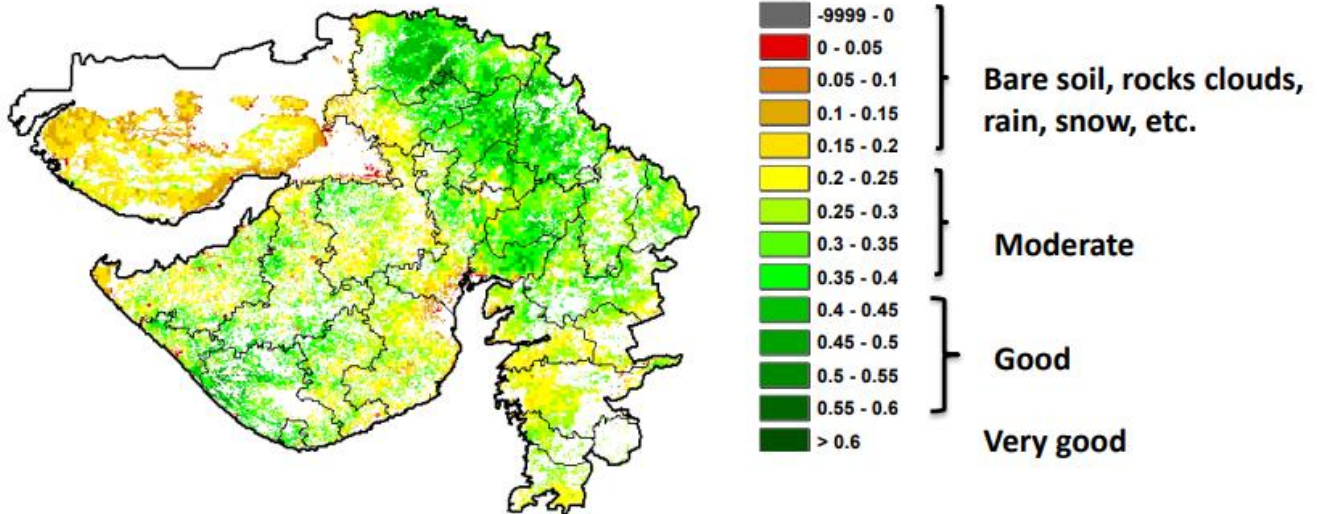 -9999 - 0
0 - 0.05
0.05 - 0.1
0.1 - 0.15
0.15 - 0.2
0.2 - 0.25
0.25 - 0.3
0.3 - 0.35
0.35 - 0.4
0.4 - 0.45
0.45 - 0.5
0.5 - 0.55
0.55 - 0.6
> 0.6
Bare soil, rocks clouds,
rain, snow, etc.
Moderate
Good
Very good